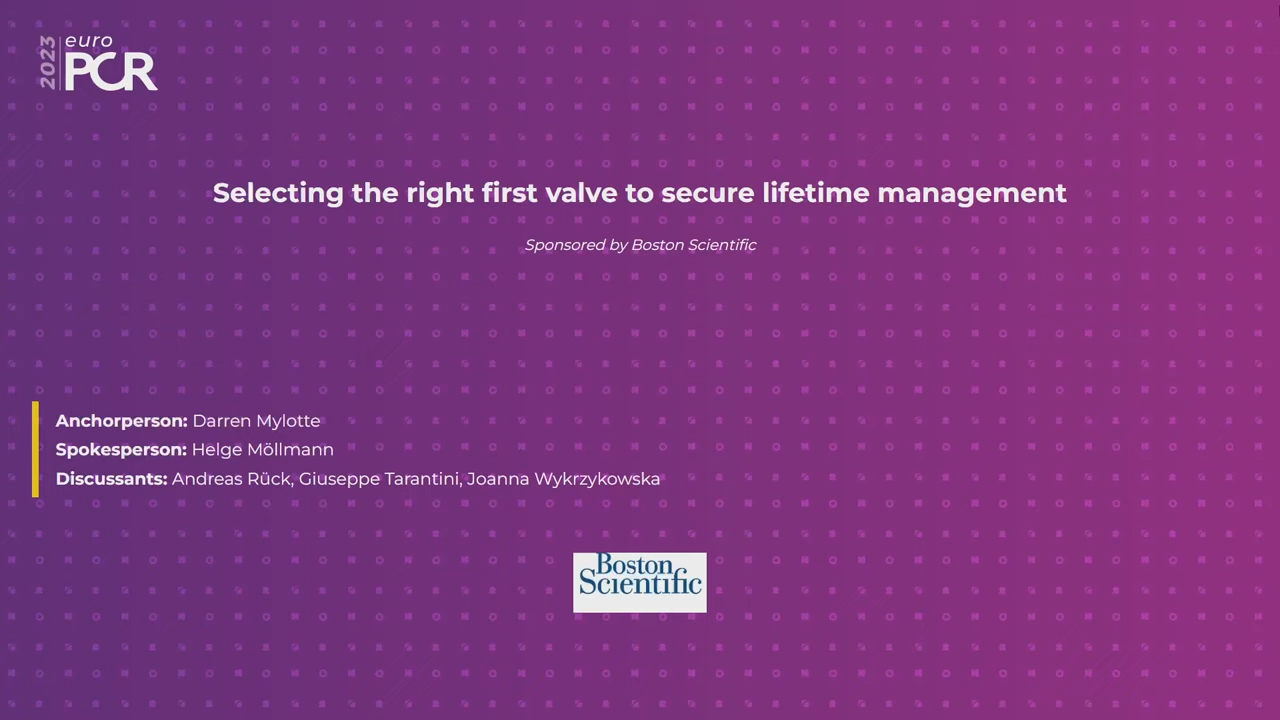 2023
euro
PCR
Selecting the right first valve to secure lifetime management
Sponsored by Boston Scientific
Anchorperson: Darren Mylotte
Spokesperson: Helge Möllmann
Discussants: Andreas Rück, Giuseppe Tarantini, Joanna Wykrzykowska
Boston
Scientific